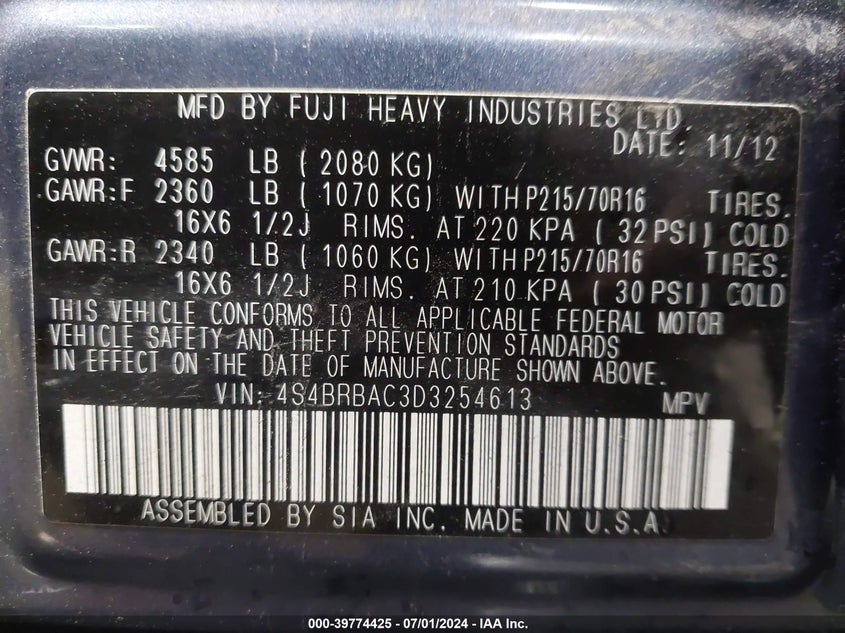 MFD BY FUJI HEAVY INDUSTRIES LTD
DATE: 11/12
GVWR: 4585 LB ( 2080 KG)
GAWR:F 2360 LB ( 1070 KG) WITH P215/70R16 TIRES.
16X6 1/2J RIMS. AT 220 KPA ( 32 PSI) COLD
GAWR:R 2340 LB ( 1060 KG) WITH P215/70R16 TIRES.
16X6 1/2J RIMS. AT 210 KPA ( 30 PSI) COLD
THIS VEHICLE CONFORMS TO ALL APPLICABLE FEDERAL MOTOR
VEHICLE SAFETY AND THEFT PREVENTION STANDARDS
IN EFFECT ON THE DATE OF MANUFACTURE SHOWN ABOVE.
VIN: 4S4BRBAC3D3254613 MPV
ASSEMBLED BY SIA INC. MADE IN U.S.A.
000-39774425 - 07/01/2024 - IAA Inc.